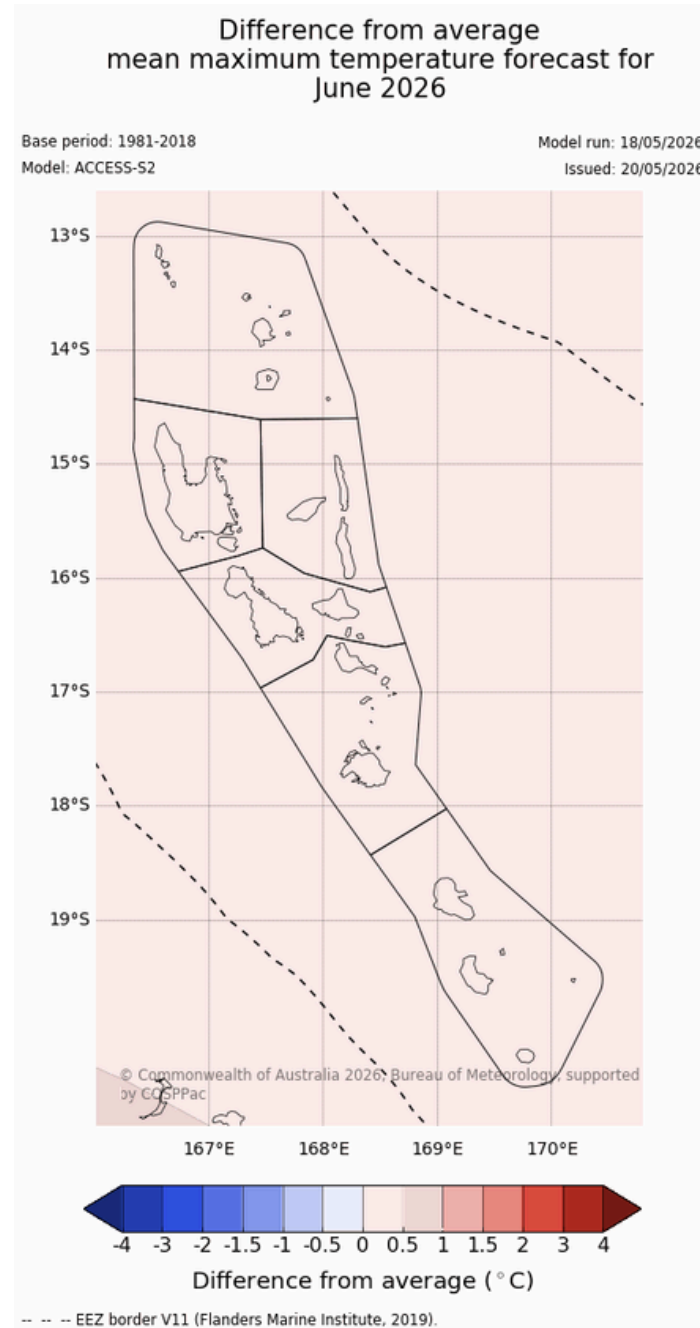 Difference from average
mean maximum temperature forecast for
June 2026
Base period: 1981-2018
Model run: 18/05/2026
Model: ACCESS-S2
Issued: 20/05/2026
13°S
14°S
15°S
16°S
17°S
18°S
19°S
© Commonwealth of Australia 2026, Bureau of Meteorology, supported
by COSPPac
167°E 168°E 169°E 170°E
-4 -3 -2 -1.5 -1 -0.5 0 0.5 1 1.5 2 3 4
Difference from average (°C)
-- -- -- EEZ border V11 (Flanders Marine Institute, 2019).